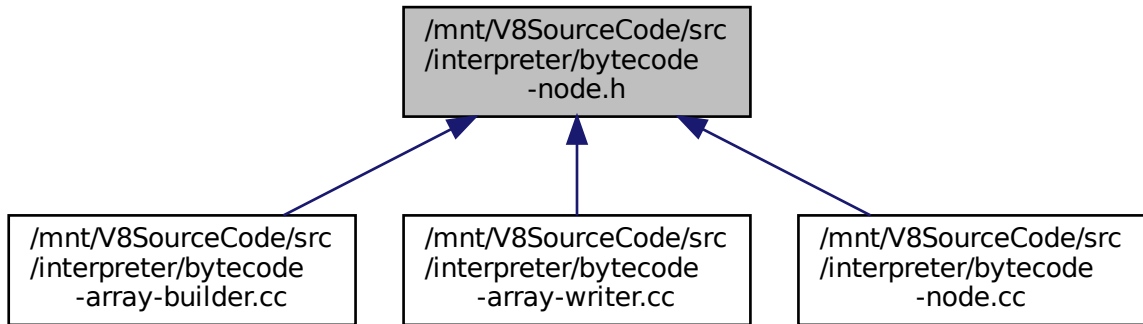 /mnt/V8SourceCode/src
/interpreter/bytecode
-node.h
/mnt/V8SourceCode/src
/interpreter/bytecode
-array-builder.cc
/mnt/V8SourceCode/src
/interpreter/bytecode
-array-writer.cc
/mnt/V8SourceCode/src
/interpreter/bytecode
-node.cc